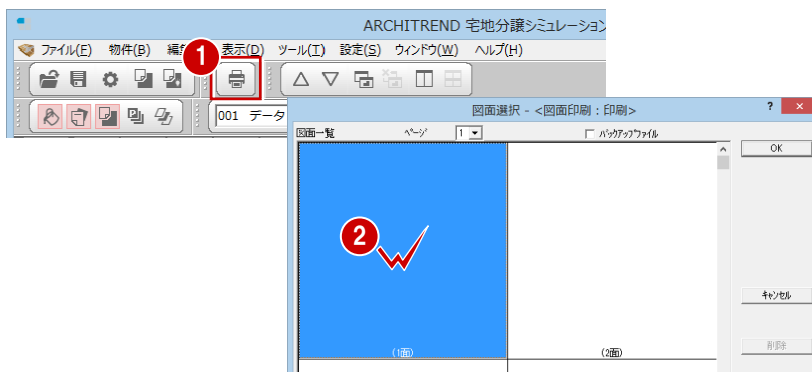 ARCHITREND 宅地分譲シミュレーション
ファイル(F) 物件(B) 編集 表示(D) ツール(T) 設定(S) ウィンドウ(W) ヘルプ(H)
1
001 データ
図面選択 - <図面印刷：印刷>
? ×
図面一覧 ページ 1 バックアップファイル
OK
2
キャンセル
(1面) (2面) 削除